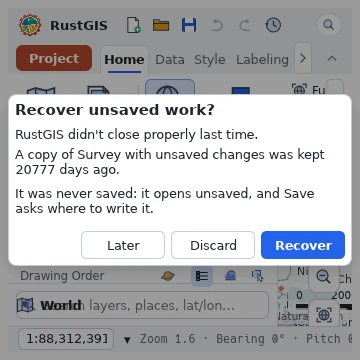 RustGIS
Project Home Data Style Labeling
Recover unsaved work?
RustGIS didn't close properly last time.
A copy of Survey with unsaved changes was kept
20777 days ago.
It was never saved: it opens unsaved, and Save
asks where to write it.
Later Discard Recover
Drawing Order
World
layers, places, lat/lon…
0 200
1:88,312,391 Zoom 1.6 · Bearing 0° · Pitch